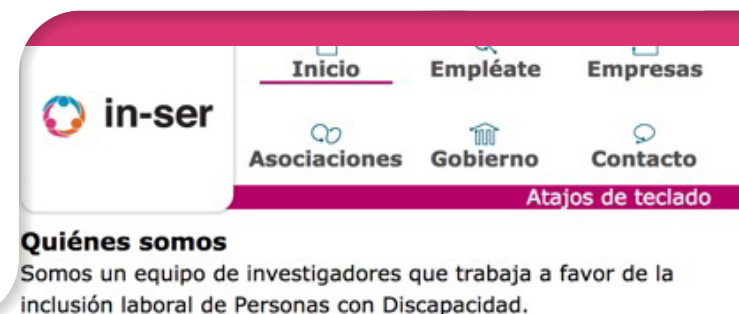 Inicio Empléate Empresas
in-ser
Asociaciones Gobierno Contacto
Atajos de teclado
Quiénes somos
Somos un equipo de investigadores que trabaja a favor de la
inclusión laboral de Personas con Discapacidad.